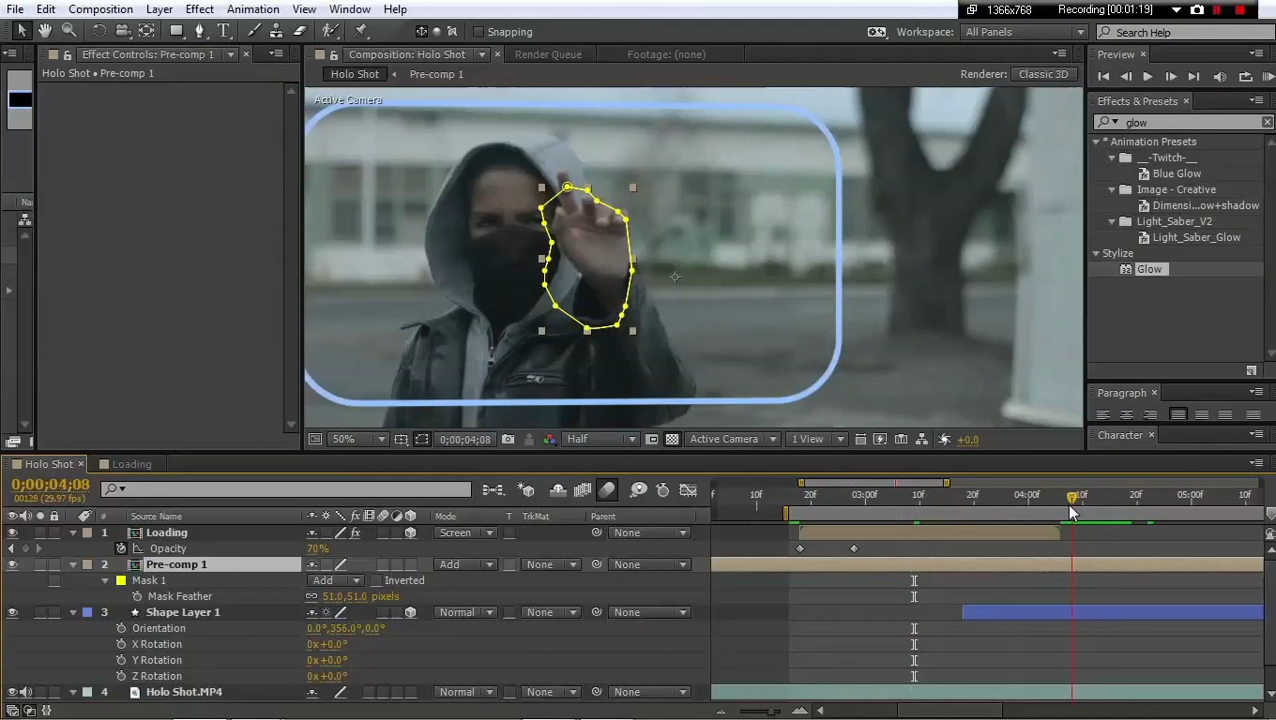 File Edit Composition Layer Effect Animation View Window Help
1366x768 Recording [00:01:19]
Snapping
Workspace: All Panels
Search Help
Effect Controls: Pre-comp 1
Composition: Holo Shot
Render Queue
Footage: (none)
Preview
Holo Shot • Pre-comp 1
Holo Shot
Pre-comp 1
Renderer: Classic 3D
Active Camera
Effects & Presets
glow
* Animation Presets
__-Twitch-__
Blue Glow
Image - Creative
Dimensi...ow+shadow
Light_Saber_V2
Light_Saber_Glow
Stylize
Glow
Na
Paragraph
Character
50%
0;00;04;08
Half
Active Camera
1 View
+0.0
Holo Shot
Loading
0;00;04;08
00128 (29.97 fps)
f 10f 20f 03:00f 10f 20f 04:00f 10f 20f 05:00f 10f
# Source Name Mode T TrkMat Parent
1 Loading fx Screen None
Opacity 70%
2 Pre-comp 1 Add None None
Mask 1 Add Inverted
Mask Feather 51.0,51.0 pixels
3 Shape Layer 1 Normal None None
Orientation 0.0°,356.0°,0.0°
X Rotation 0x+0.0°
Y Rotation 0x+0.0°
Z Rotation 0x+0.0°
4 Holo Shot.MP4 Normal None None